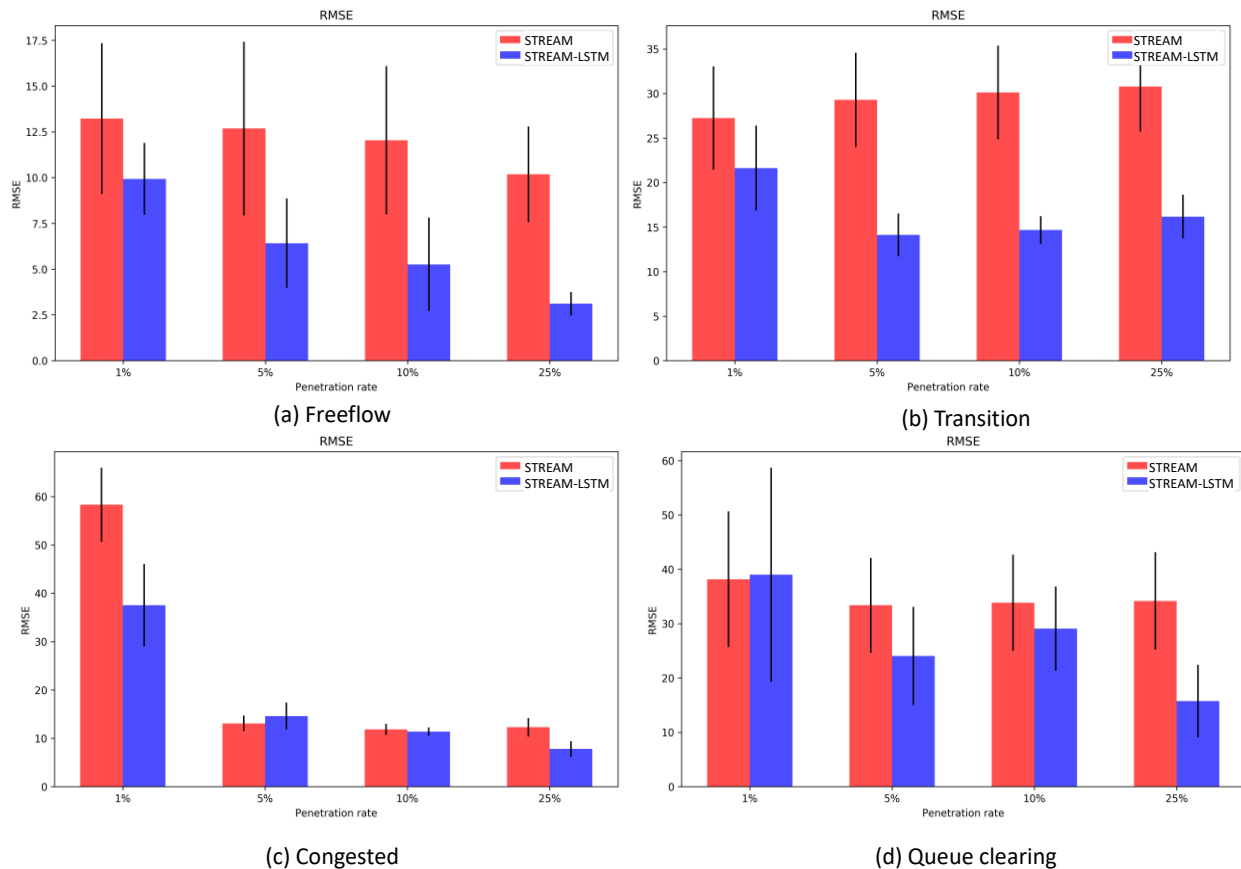 RMSE
17.5
15.0
12.5
10.0
7.5
5.0
2.5
0.0
RMSE
STREAM
STREAM-LSTM
1% 5% 10% 25%
Penetration rate
(a) Freeflow
RMSE
35
30
25
20
15
10
5
0
RMSE
STREAM
STREAM-LSTM
1% 5% 10% 25%
Penetration rate
(b) Transition
RMSE
60
50
40
30
20
10
0
RMSE
STREAM
STREAM-LSTM
1% 5% 10% 25%
Penetration rate
(c) Congested
RMSE
60
50
40
30
20
10
0
RMSE
STREAM
STREAM-LSTM
1% 5% 10% 25%
Penetration rate
(d) Queue clearing